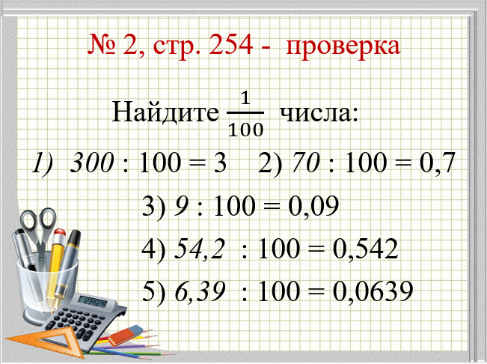 № 2, стр. 254 - проверка
Найдите 1/100 числа:
1) 300 : 100 = 3 2) 70 : 100 = 0,7
3) 9 : 100 = 0,09
4) 54,2 : 100 = 0,542
5) 6,39 : 100 = 0,0639